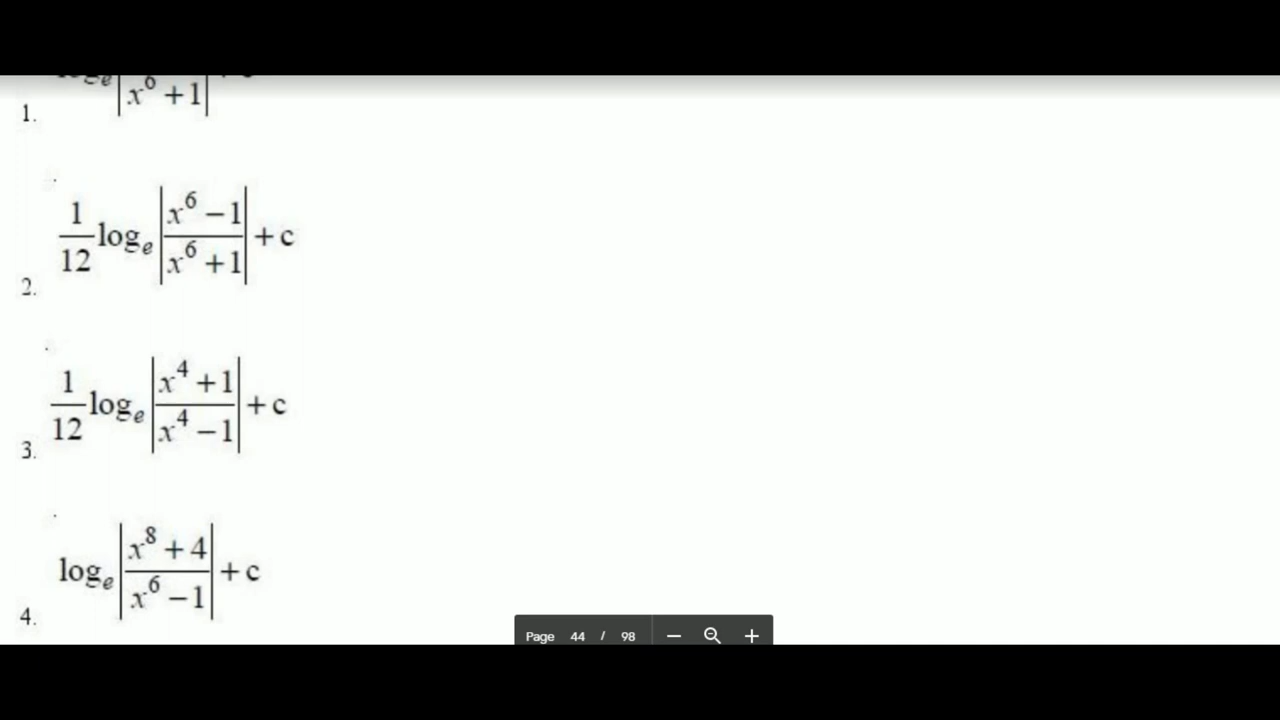 x⁶ + 1
1.
1/12 logₑ |(x⁶ − 1)/(x⁶ + 1)| + c
2.
1/12 logₑ |(x⁴ + 1)/(x⁴ − 1)| + c
3.
logₑ |(x⁸ + 4)/(x⁶ − 1)| + c
4.
Page 44 / 98